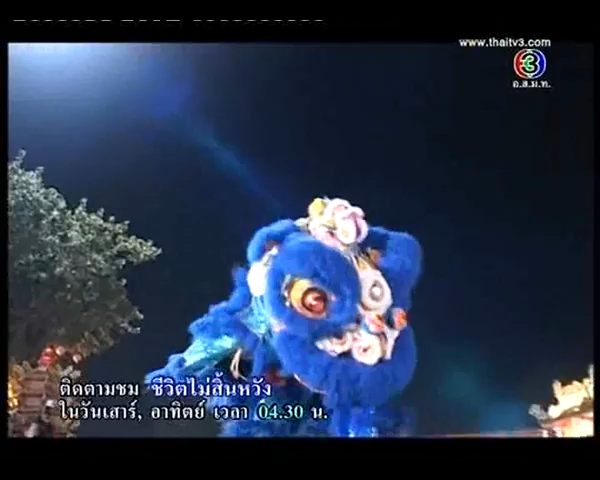 www.thaitv3.com
3
อ.ส.ม.ท.
ติดตามชม ชีวิตไม่สิ้นหวัง
ในวันเสาร์, อาทิตย์ เวลา 04.30 น.